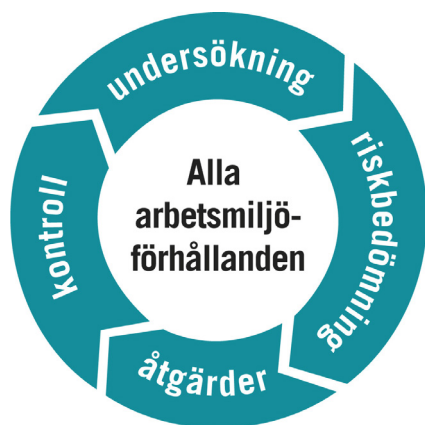 undersökning
riskbedömning
åtgärder
kontroll
Alla
arbetsmiljö-
förhållanden